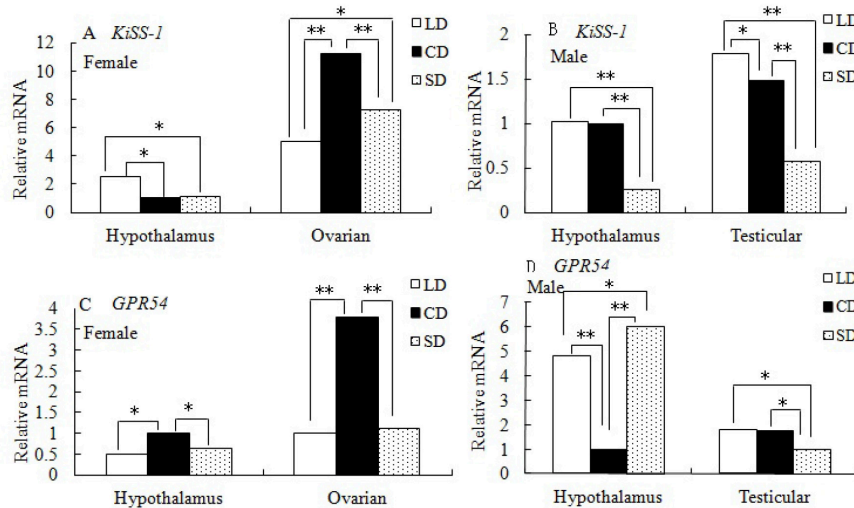 A KiSS-1
Female
LD
CD
SD
Relative mRNA
12
10
8
6
4
2
0
*
*
**
**
*
Hypothalamus Ovarian
B KiSS-1
Male
LD
CD
SD
Relative mRNA
2
1.5
1
0.5
0
**
**
**
*
**
Hypothalamus Testicular
C GPR54
Female
LD
CD
SD
Relative mRNA
4
3.5
3
2.5
2
1.5
1
0.5
0
*
*
**
**
Hypothalamus Ovarian
D GPR54
Male
LD
CD
SD
Relative mRNA
7
6
5
4
3
2
1
0
*
**
**
*
*
Hypothalamus Testicular